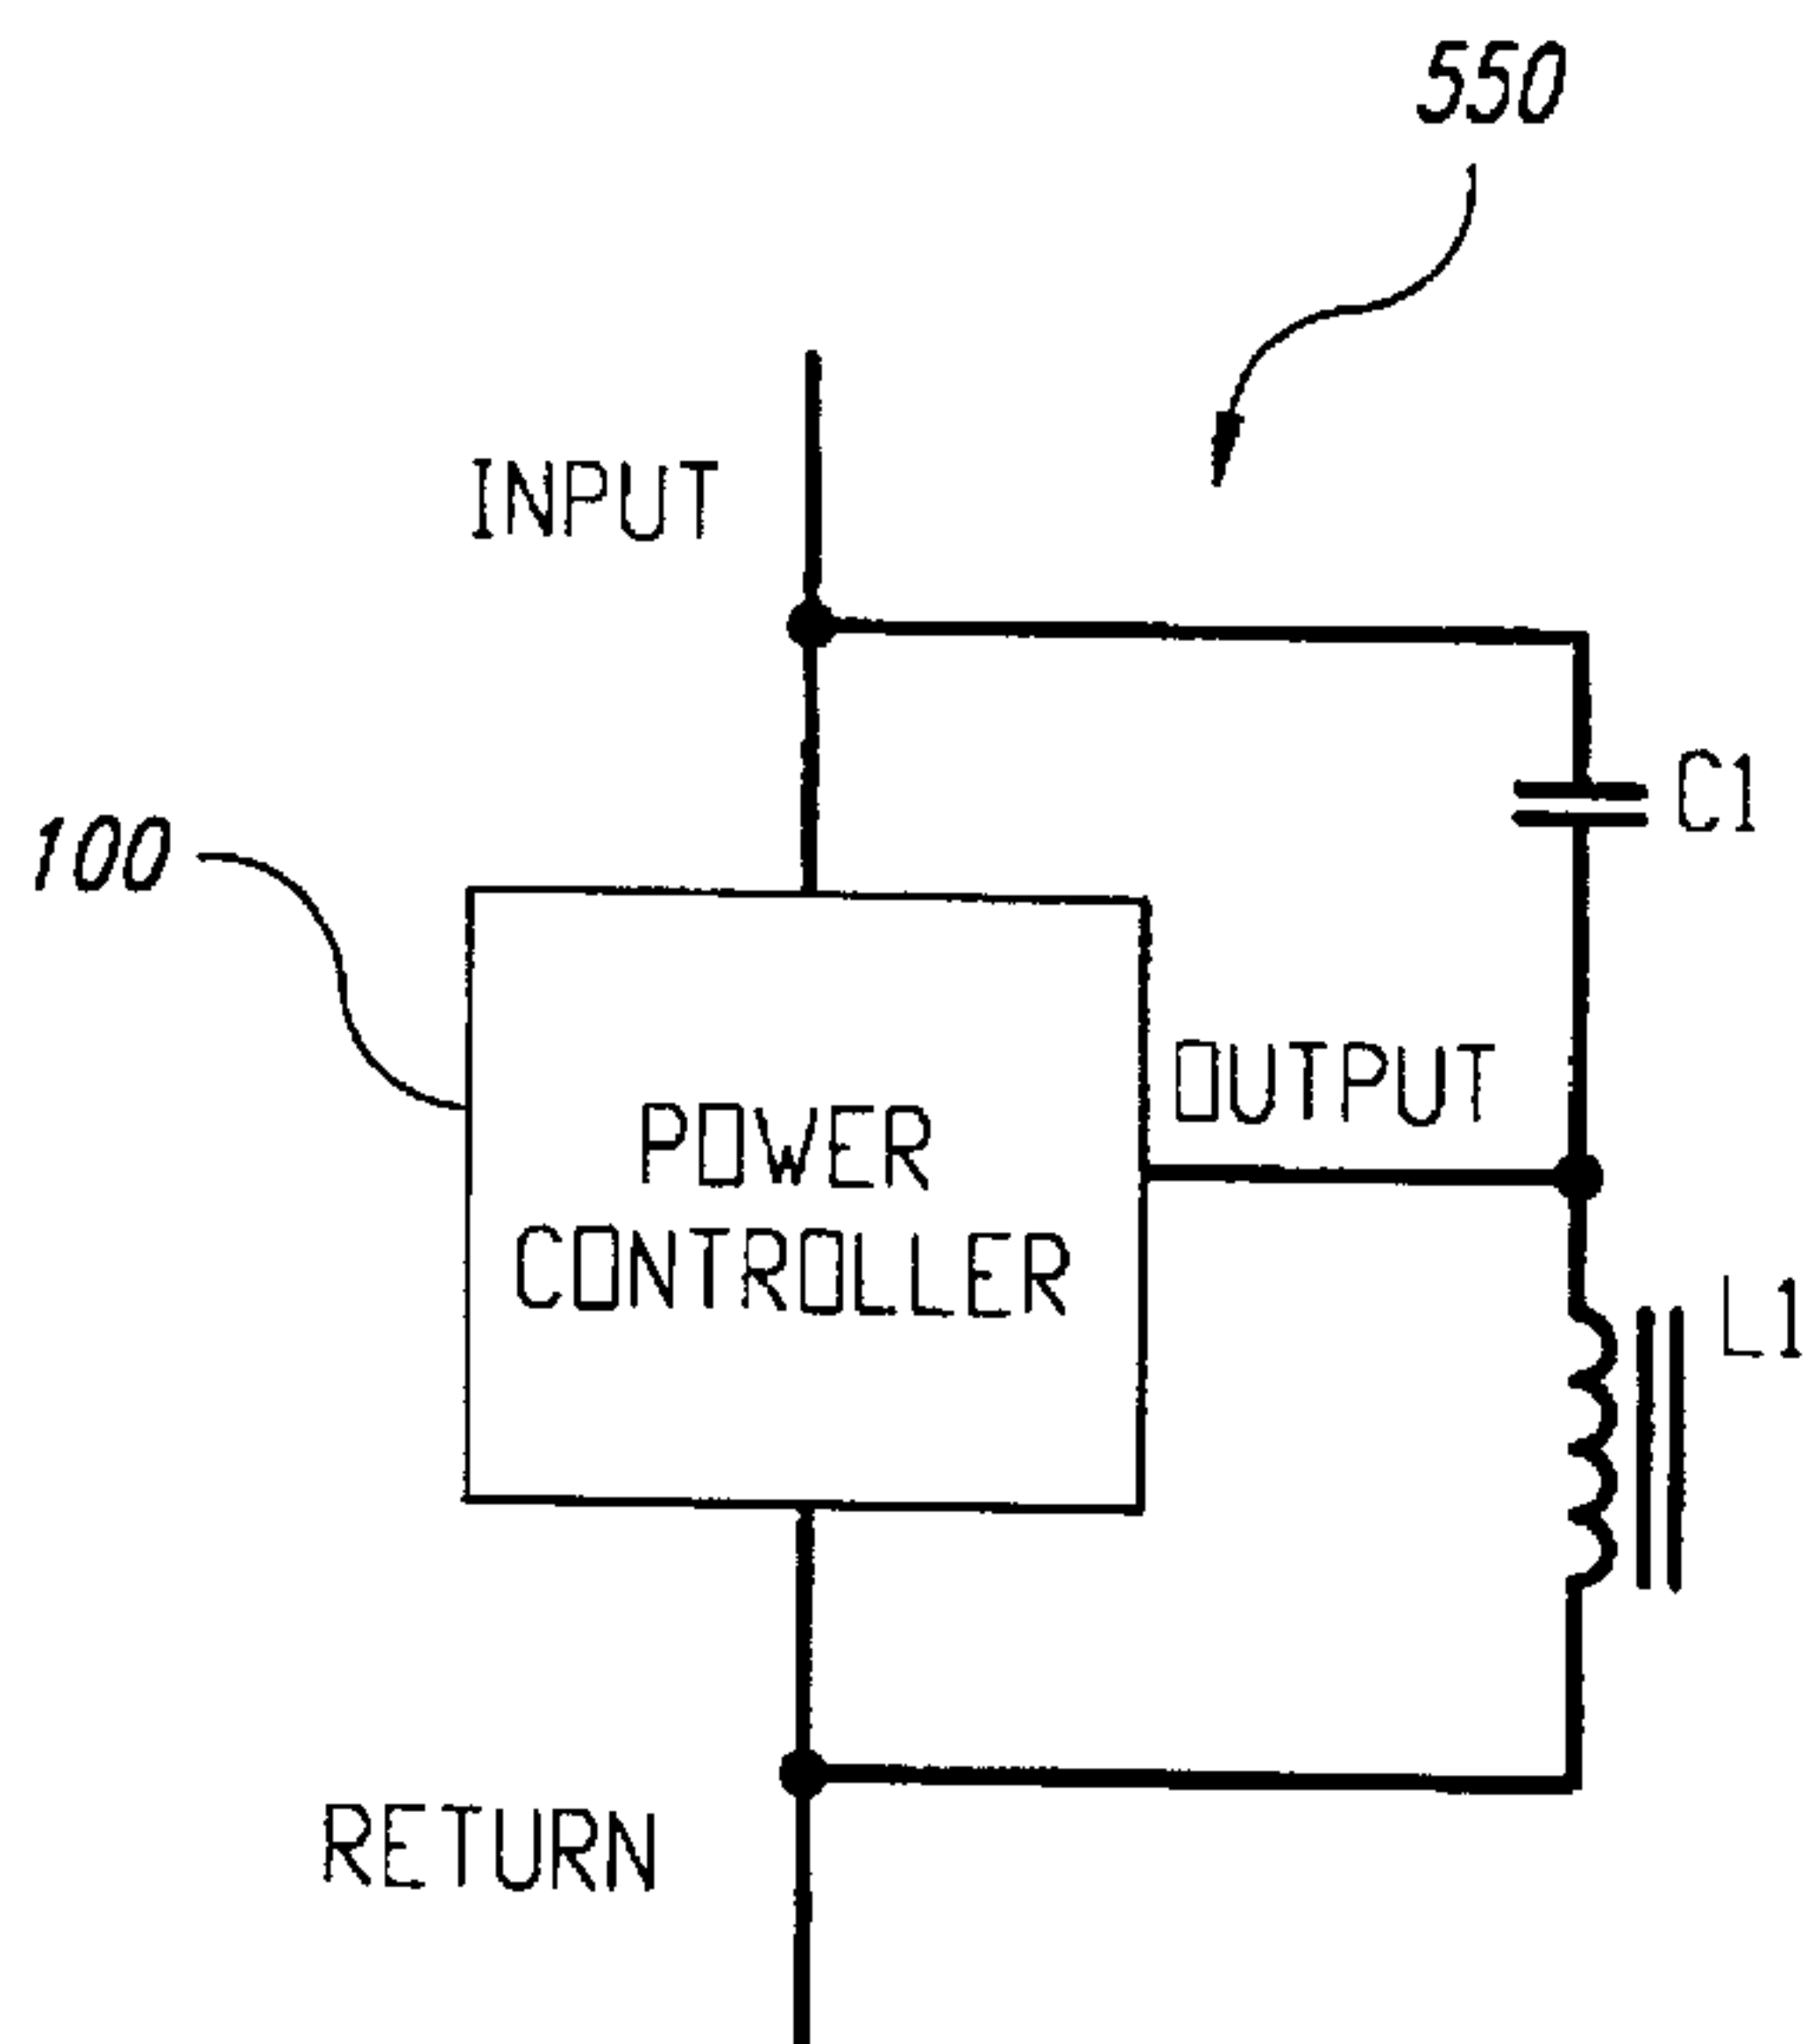 550
INPUT
C1
100
OUTPUT
POWER
CONTROLLER
L1
RETURN